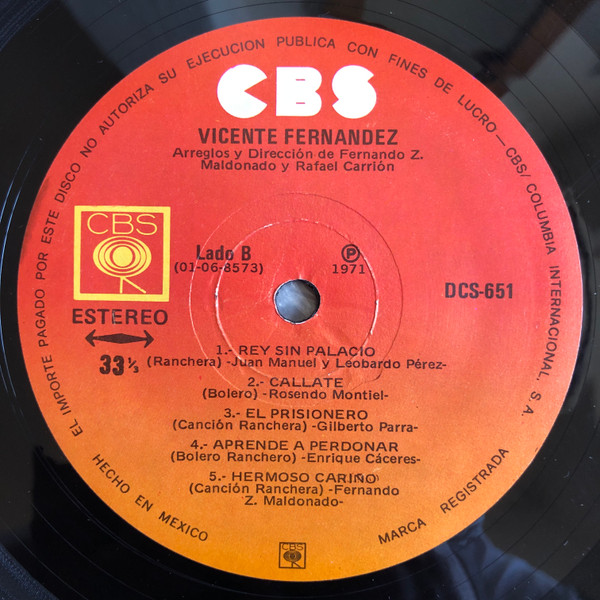 EL IMPORTE PAGADO POR ESTE DISCO NO AUTORIZA SU EJECUCION PUBLICA CON FINES DE LUCRO—CBS/COLUMBIA INTERNACIONAL, S.A.
CBS
VICENTE FERNANDEZ
Arreglos y Dirección de Fernando Z.
Maldonado y Rafael Carrión
CBS
ESTEREO
33⅓
Lado B
(01-06-8573)
℗
1971
DCS-651
1.- REY SIN PALACIO
(Ranchera) -Juan Manuel y Leobardo Pérez-
2.- CALLATE
(Bolero) -Rosendo Montiel-
3.- EL PRISIONERO
(Canción Ranchera) -Gilberto Parra-
4.- APRENDE A PERDONAR
(Bolero Ranchero) -Enrique Cáceres-
5.- HERMOSO CARIÑO
(Canción Ranchera) -Fernando
Z. Maldonado-
HECHO EN MEXICO
MARCA REGISTRADA
CBS